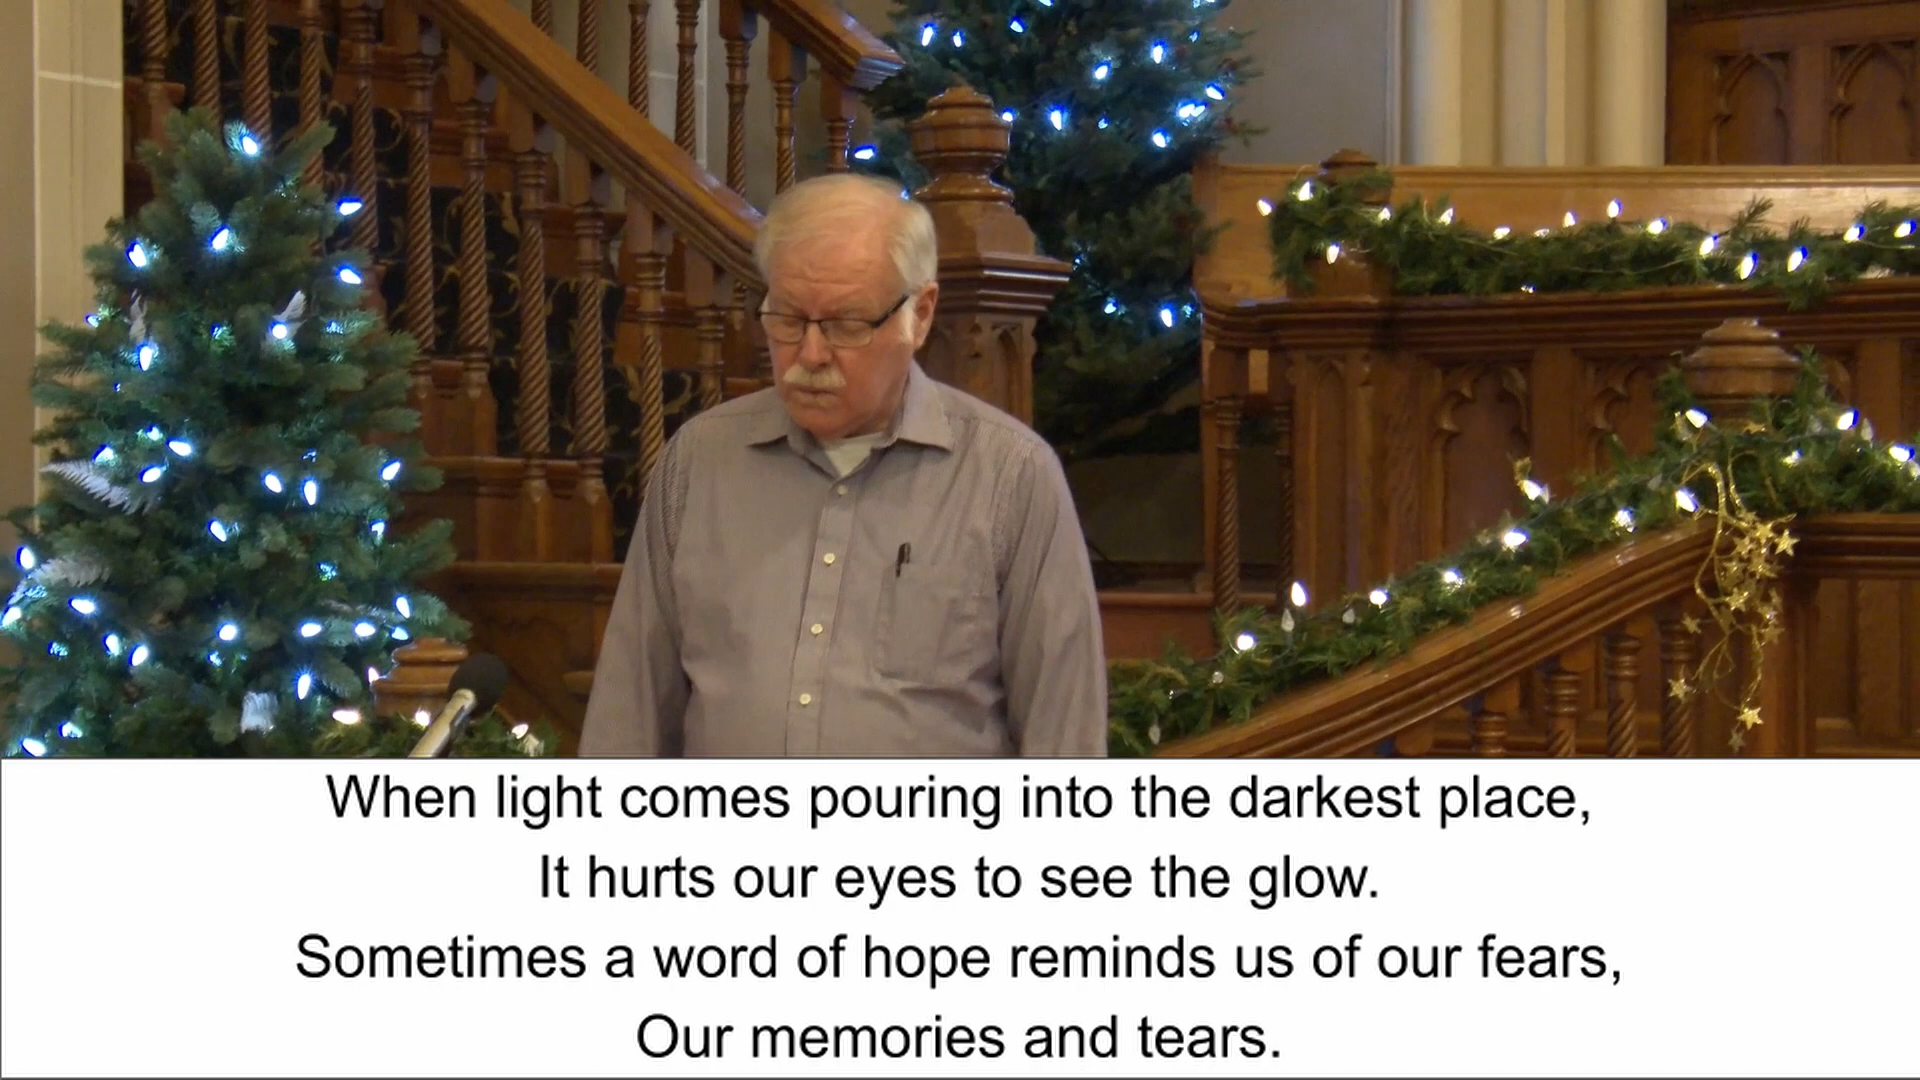 When light comes pouring into the darkest place,
It hurts our eyes to see the glow.
Sometimes a word of hope reminds us of our fears,
Our memories and tears.